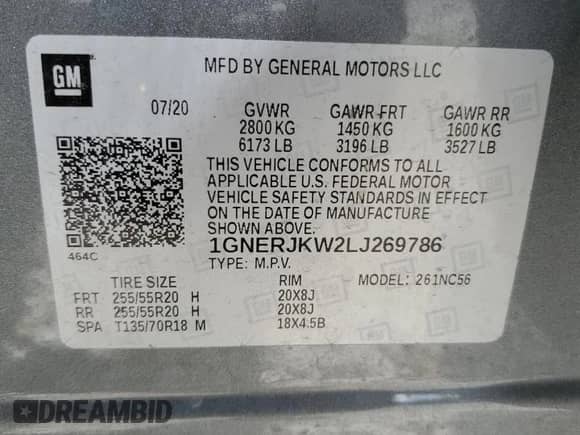 GM
MFD BY GENERAL MOTORS LLC
07/20 GVWR GAWR FRT GAWR RR
2800 KG 1450 KG 1600 KG
6173 LB 3196 LB 3527 LB
THIS VEHICLE CONFORMS TO ALL
APPLICABLE U.S. FEDERAL MOTOR
VEHICLE SAFETY STANDARDS IN EFFECT
ON THE DATE OF MANUFACTURE
SHOWN ABOVE.
464C
1GNERJKW2LJ269786
TYPE: M.P.V.
TIRE SIZE RIM MODEL: 261NC56
FRT 255/55R20 H 20X8J
RR 255/55R20 H 20X8J
SPA T135/70R18 M 18X4.5B
DREAMBID